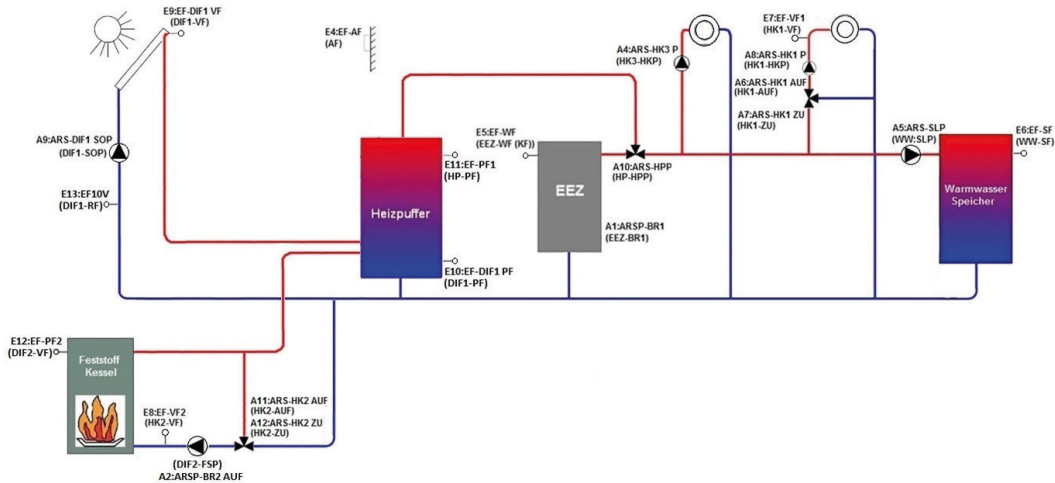 E9:EF-DIF1 VF
(DIF1-VF)
E4:EF-AF
(AF)
A4:ARS-HK3 P
(HK3-HKP)
E7:EF-VF1
(HK1-VF)
A8:ARS-HK1 P
(HK1-HKP)
A6:ARS-HK1 AUF
(HK1-AUF)
A7:ARS-HK1 ZU
(HK1-ZU)
A9:ARS-DIF1 SOP
(DIF1-SOP)
E13:EF10V
(DIF1-RF)
E11:EF-PF1
(HP-PF)
Heizpuffer
E10:EF-DIF1 PF
(DIF1-PF)
E5:EF-WF
(EEZ-WF (KF))
EEZ
A10:ARS-HPP
(HP-HPP)
A1:ARSP-BR1
(EEZ-BR1)
A5:ARS-SLP
(WW:SLP)
E6:EF-SF
(WW-SF)
Warmwasser
Speicher
E12:EF-PF2
(DIF2-VF)
Feststoff
Kessel
E8:EF-VF2
(HK2-VF)
A11:ARS-HK2 AUF
(HK2-AUF)
A12:ARS-HK2 ZU
(HK2-ZU)
(DIF2-FSP)
A2:ARSP-BR2 AUF